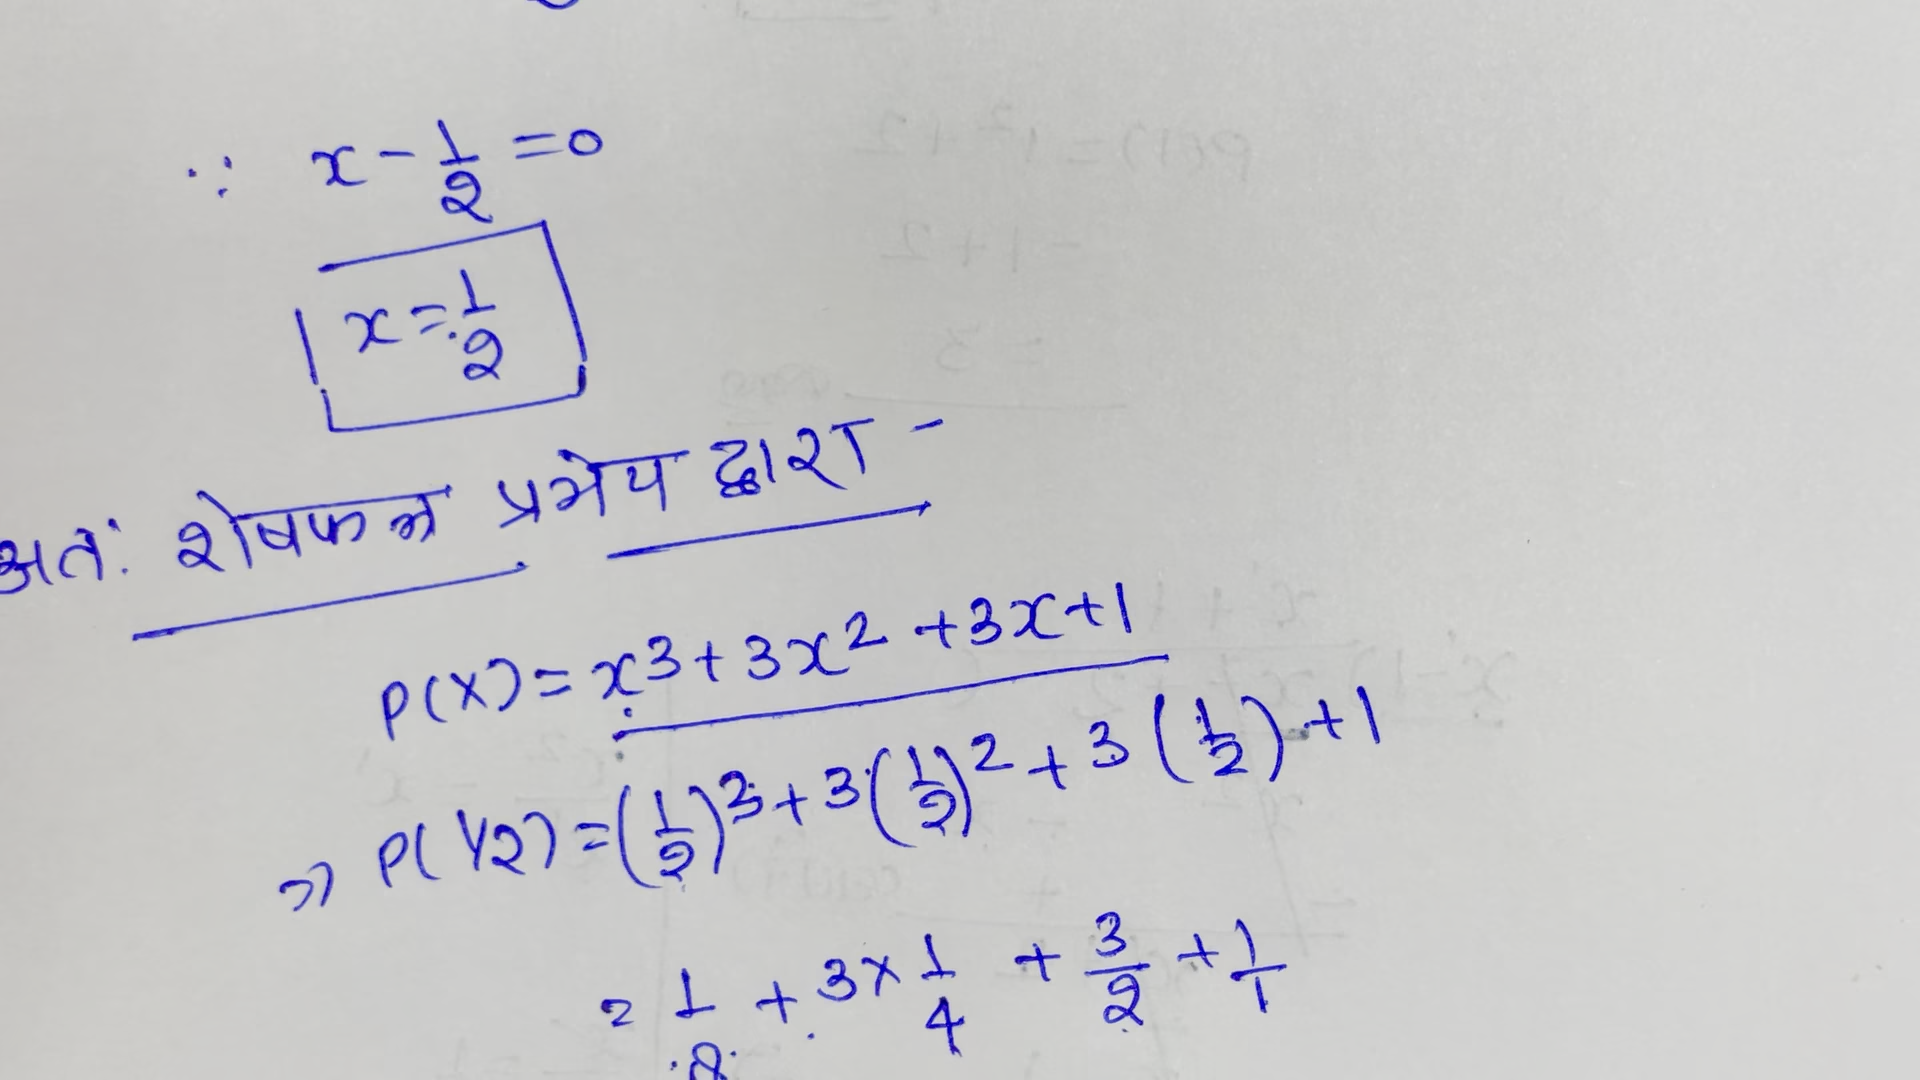 ∵ x - 1/2 = 0
x = 1/2
अतः शेषफल प्रमेय द्वारा -
P(x) = x³ + 3x² + 3x + 1
⇒ P(1/2) = (1/2)³ + 3(1/2)² + 3(1/2) + 1
= 1/8 + 3 × 1/4 + 3/2 + 1/1